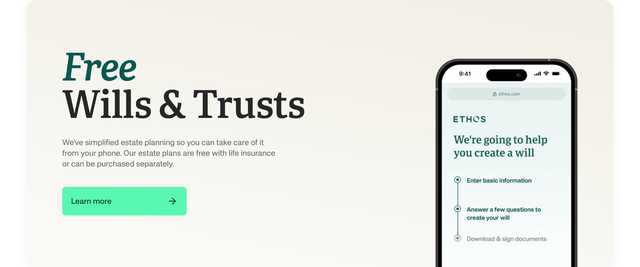 Free
Wills & Trusts
We've simplified estate planning so you can take care of it
from your phone. Our estate plans are free with life insurance
or can be purchased separately.
Learn more
9:41
ethos.com
ETHOS
We're going to help
you create a will
Enter basic information
Answer a few questions to
create your will
Download & sign documents